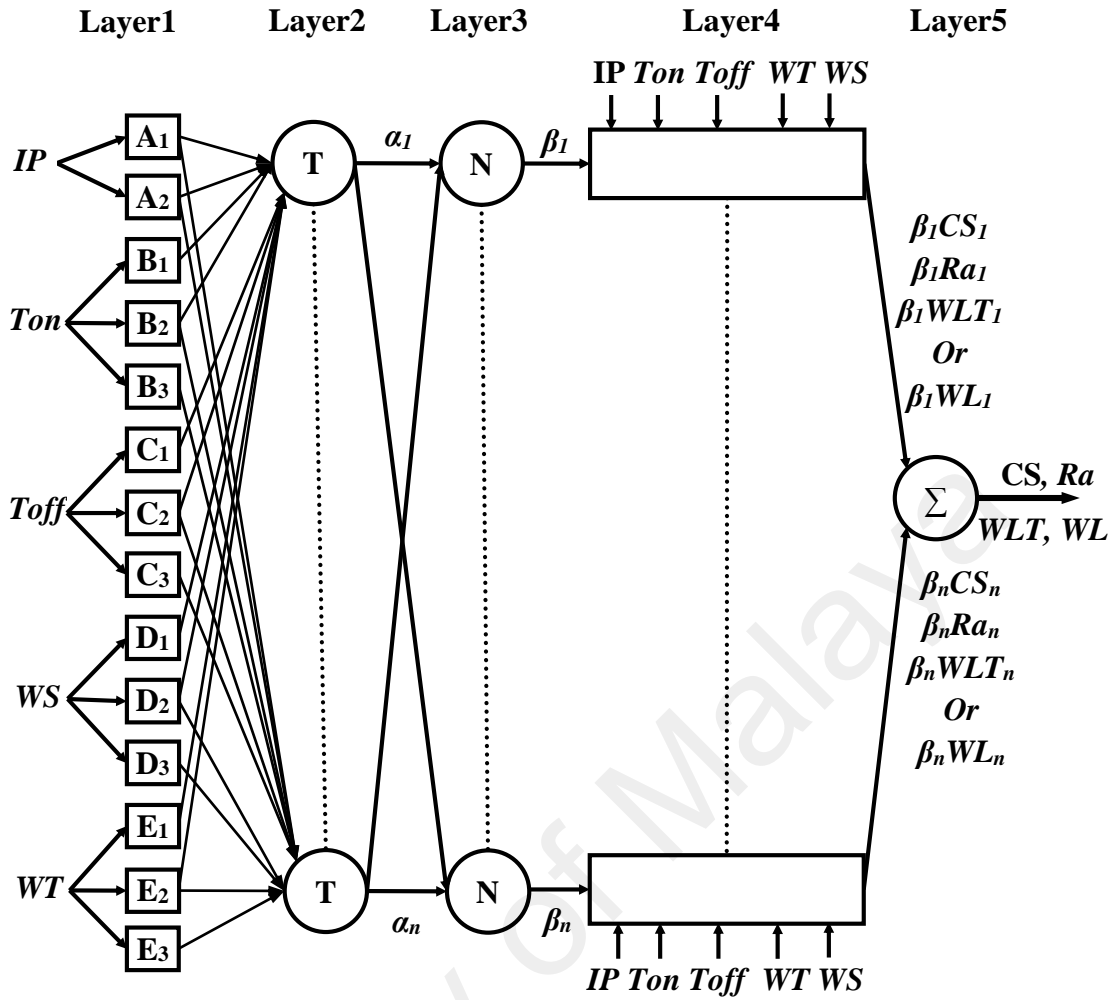 Layer1 Layer2 Layer3 Layer4 Layer5
IP Ton Toff WT WS
A1
A2
B1
B2
B3
C1
C2
C3
D1
D2
D3
E1
E2
E3
IP
Ton
Toff
WS
WT
T
T
α1
αn
N
N
β1
βn
IP Ton Toff WT WS
β1CS1
β1Ra1
β1WLT1
Or
β1WL1
Σ
CS, Ra
WLT, WL
βnCSn
βnRan
βnWLTn
Or
βnWLn
y of Malaya